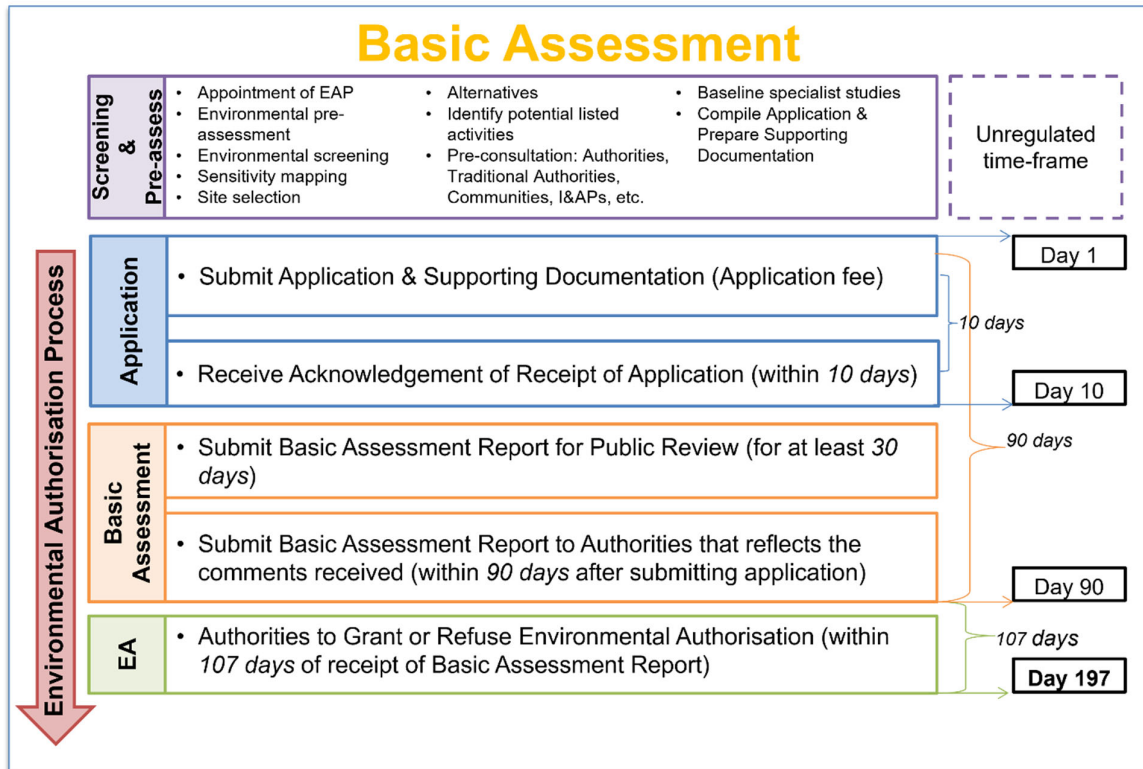 Basic Assessment
Screening
&
Pre-assess
• Appointment of EAP
• Environmental pre-
assessment
• Environmental screening
• Sensitivity mapping
• Site selection
• Alternatives
• Identify potential listed
activities
• Pre-consultation: Authorities,
Traditional Authorities,
Communities, I&APs, etc.
• Baseline specialist studies
• Compile Application &
Prepare Supporting
Documentation
Unregulated
time-frame
Environmental Authorisation Process
Application
• Submit Application & Supporting Documentation (Application fee)
Day 1
10 days
• Receive Acknowledgement of Receipt of Application (within 10 days)
Day 10
90 days
Basic
Assessment
• Submit Basic Assessment Report for Public Review (for at least 30
days)
• Submit Basic Assessment Report to Authorities that reflects the
comments received (within 90 days after submitting application)
Day 90
EA
• Authorities to Grant or Refuse Environmental Authorisation (within
107 days of receipt of Basic Assessment Report)
107 days
Day 197